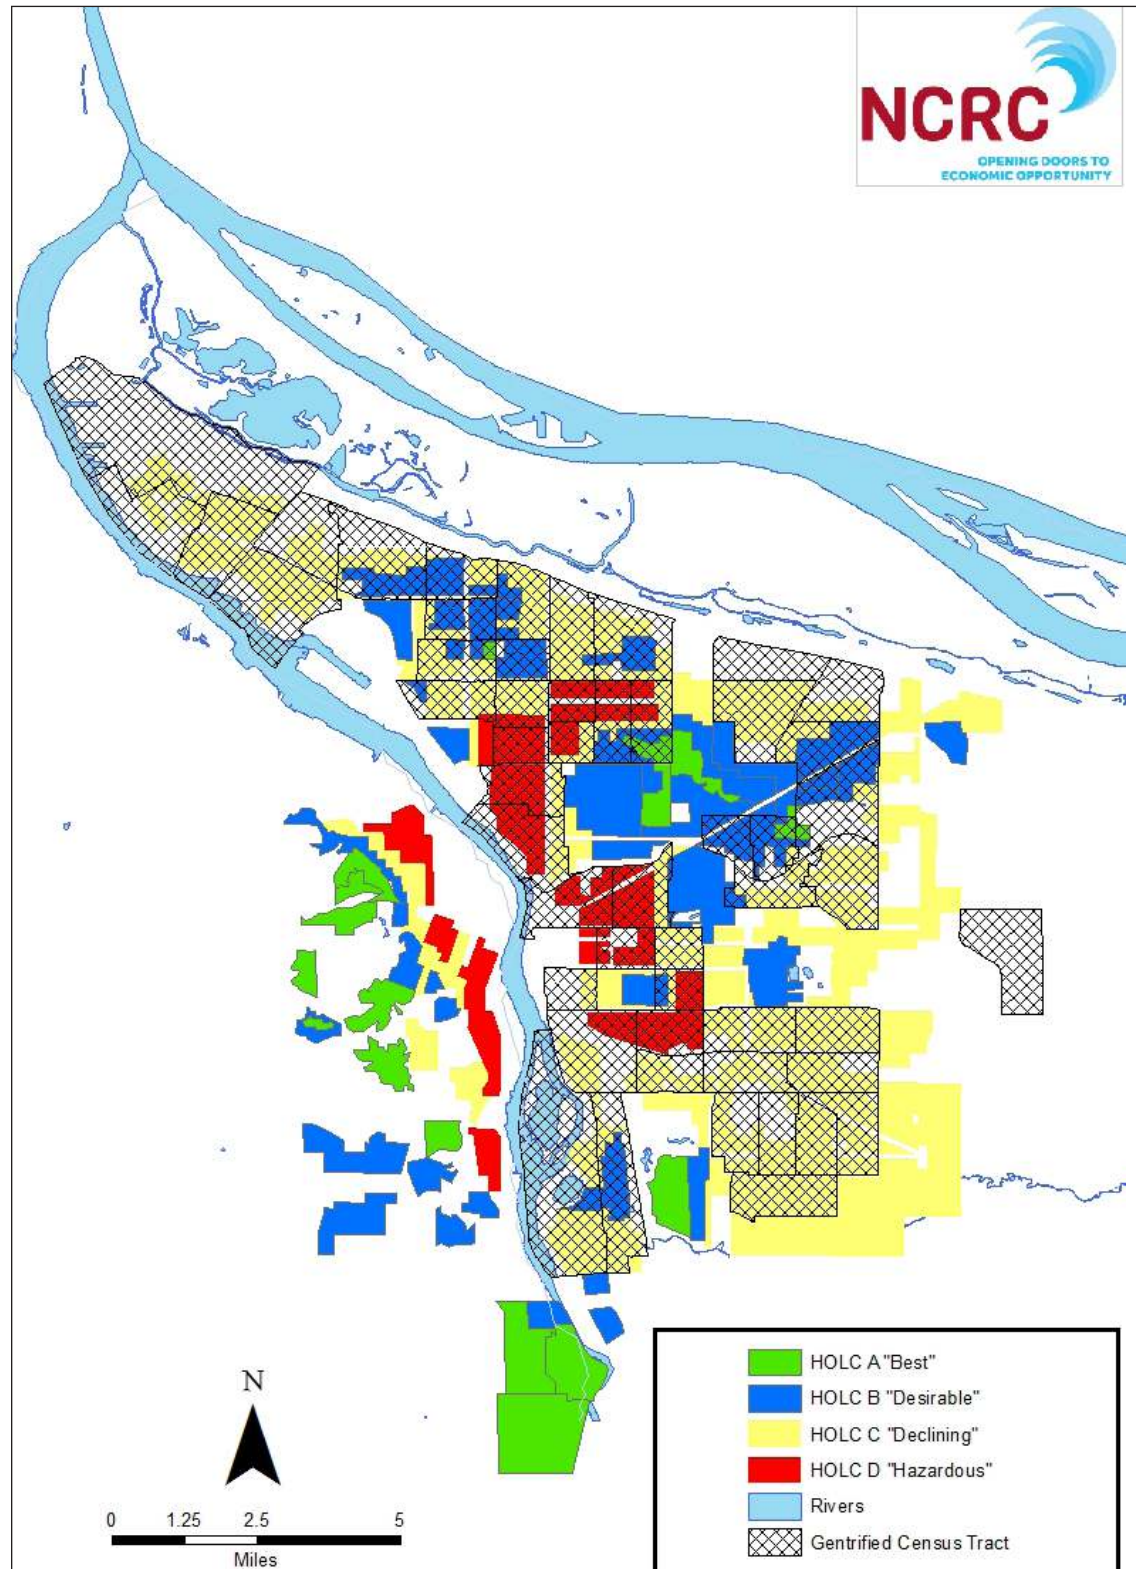 NCRC
OPENING DOORS TO
ECONOMIC OPPORTUNITY
N
0 1.25 2.5 5
Miles
HOLC A "Best"
HOLC B "Desirable"
HOLC C "Declining"
HOLC D "Hazardous"
Rivers
Gentrified Census Tract